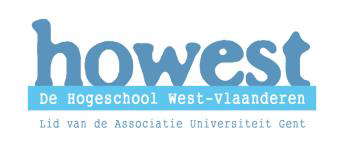 howest
De Hogeschool West-Vlaanderen
Lid van de Associatie Universiteit Gent